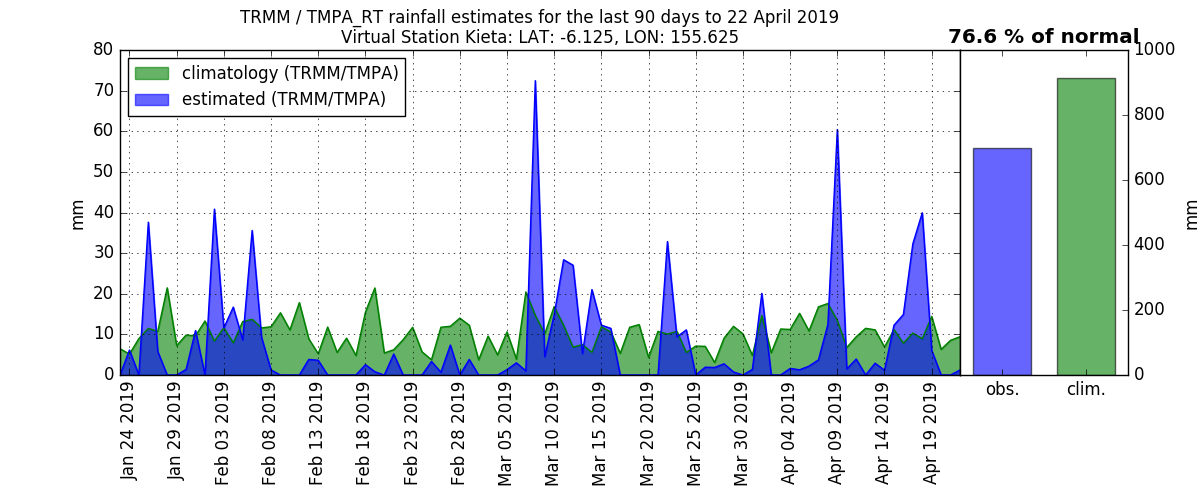 TRMM / TMPA_RT rainfall estimates for the last 90 days to 22 April 2019
Virtual Station Kieta: LAT: -6.125, LON: 155.625
76.6 % of normal
climatology (TRMM/TMPA)
estimated (TRMM/TMPA)
80
70
60
50
40
30
20
10
0
mm
Jan 24 2019
Jan 29 2019
Feb 03 2019
Feb 08 2019
Feb 13 2019
Feb 18 2019
Feb 23 2019
Feb 28 2019
Mar 05 2019
Mar 10 2019
Mar 15 2019
Mar 20 2019
Mar 25 2019
Mar 30 2019
Apr 04 2019
Apr 09 2019
Apr 14 2019
Apr 19 2019
obs.
clim.
1000
800
600
400
200
0
mm